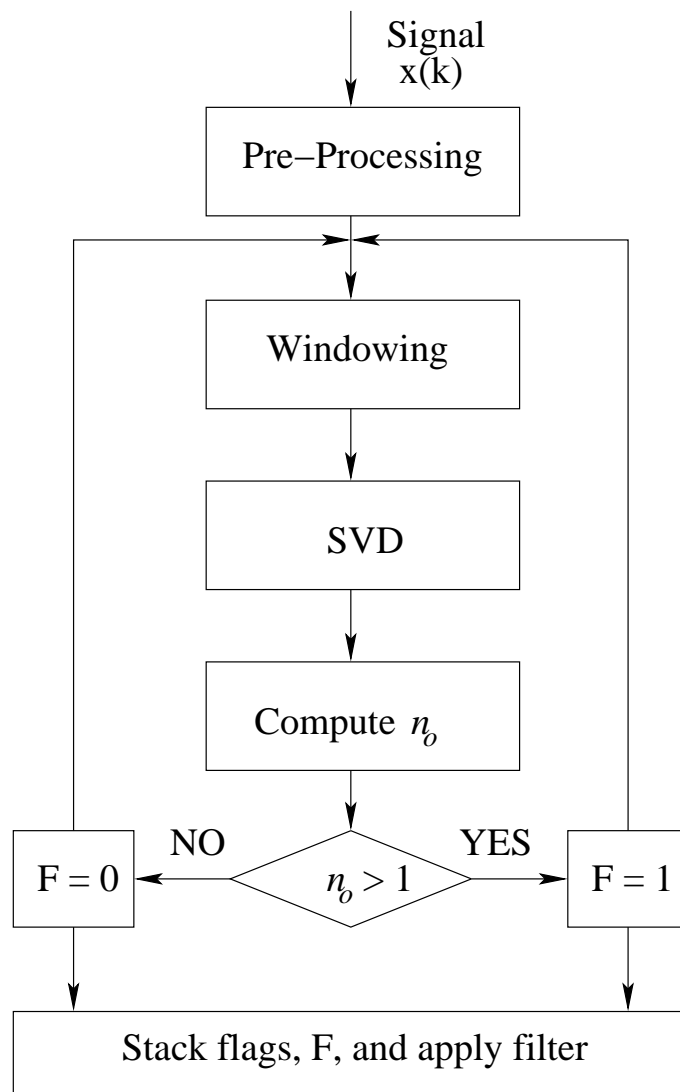 Signal
x(k)
Pre−Processing
Windowing
SVD
Compute n_o
NO
YES
F = 0
n_o > 1
F = 1
Stack flags, F, and apply filter